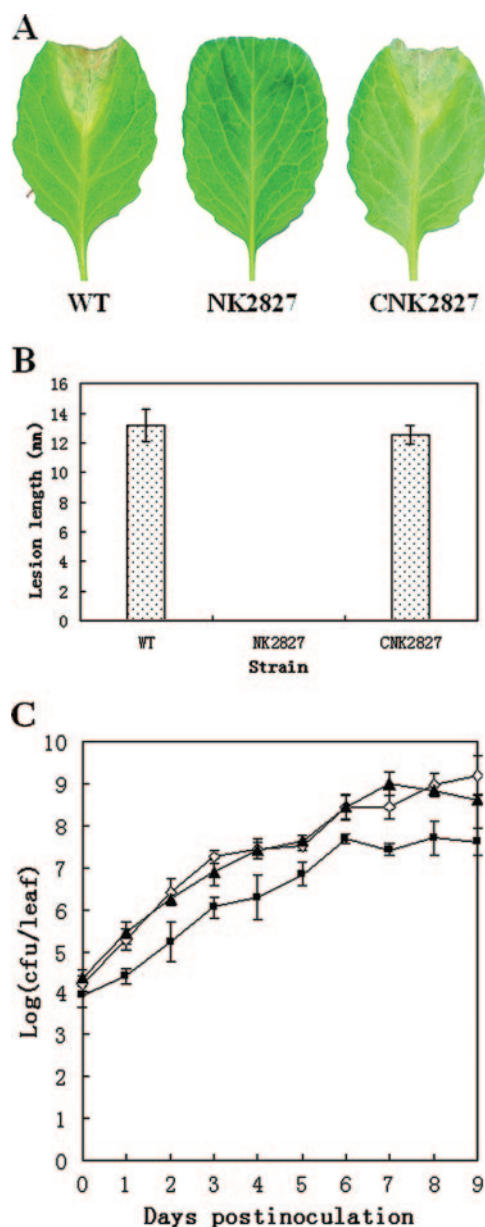 A
WT NK2827 CNK2827
B
Lesion length (mm)
16
14
12
10
8
6
4
2
0
WT NK2827 CNK2827
Strain
C
Log(cfu/leaf)
10
9
8
7
6
5
4
3
2
1
0
0 1 2 3 4 5 6 7 8 9
Days postinoculation